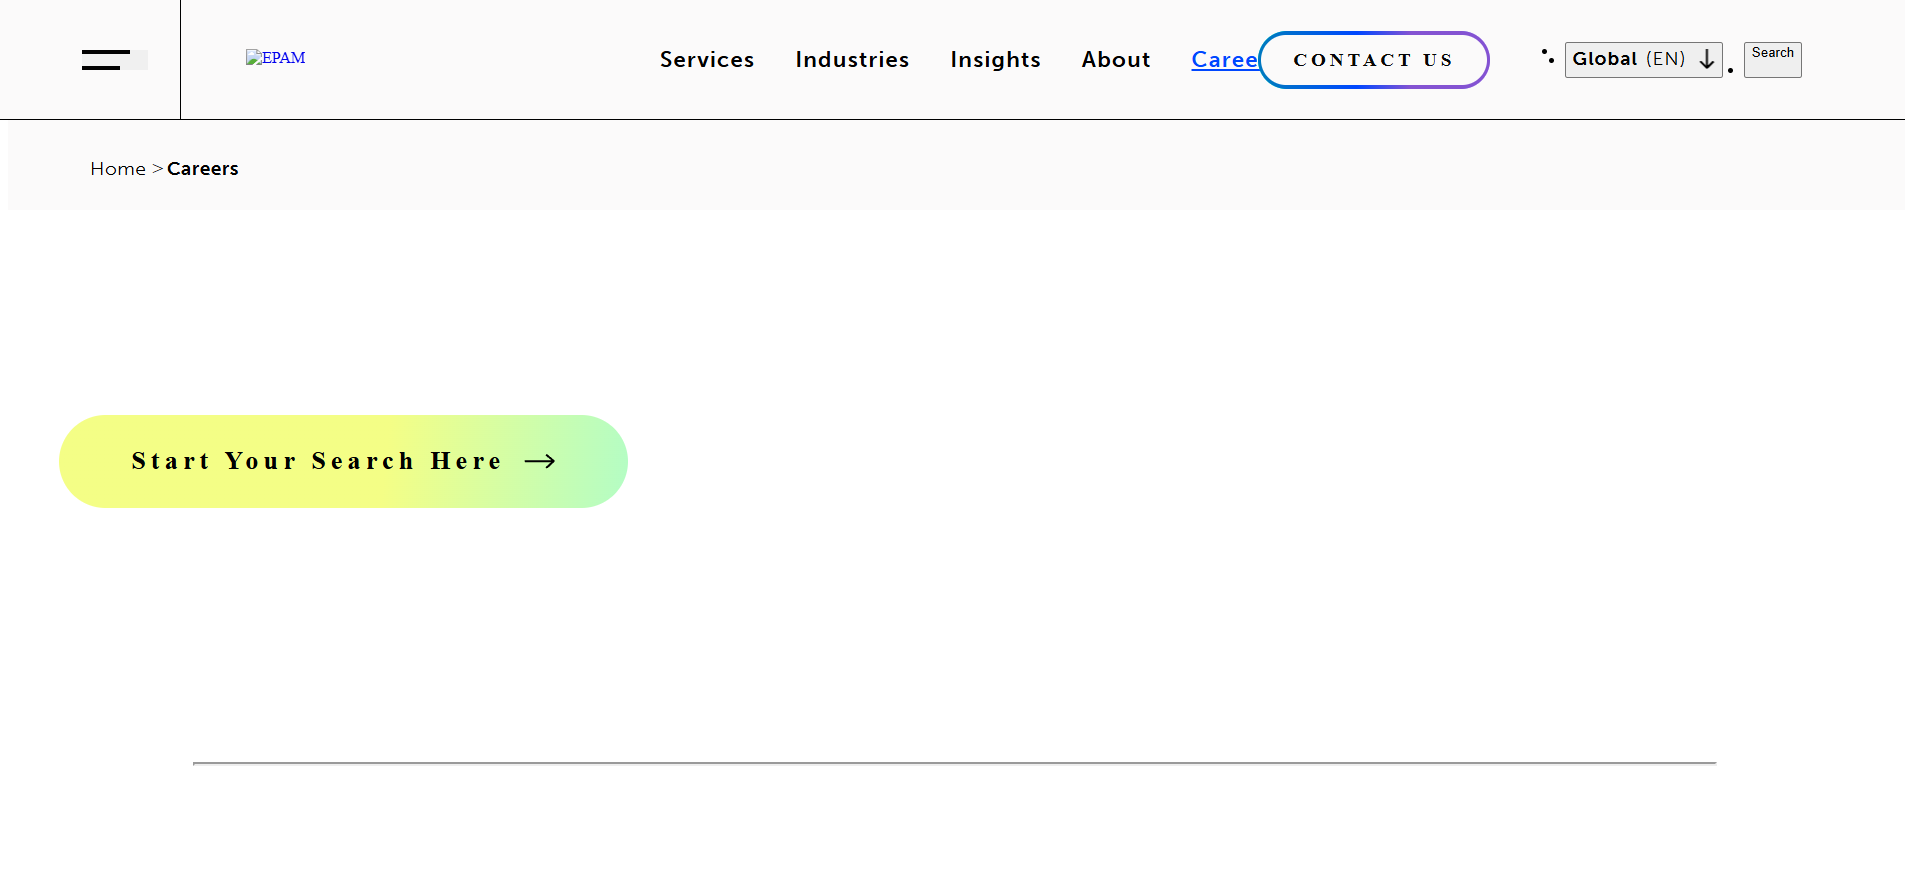 EPAM
Services Industries Insights About Caree CONTACT US Global (EN) Search
Home > Careers
Start Your Search Here